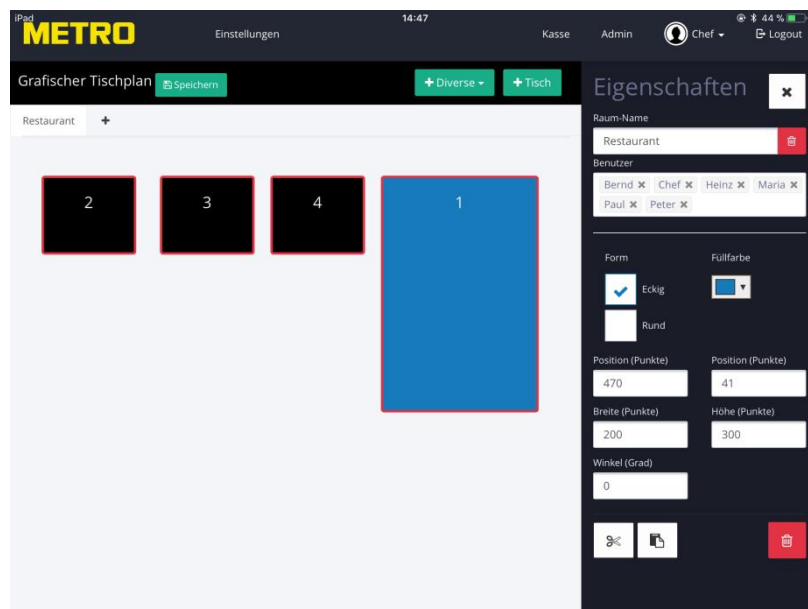 iPad 14:47 44 %
METRO Einstellungen Kasse Admin Chef Logout
Grafischer Tischplan Speichern + Diverse + Tisch
Restaurant +
2 3 4 1
Eigenschaften
Raum-Name
Restaurant
Benutzer
Bernd × Chef × Heinz × Maria ×
Paul × Peter ×
Form Füllfarbe
Eckig
Rund
Position (Punkte) Position (Punkte)
470 41
Breite (Punkte) Höhe (Punkte)
200 300
Winkel (Grad)
0